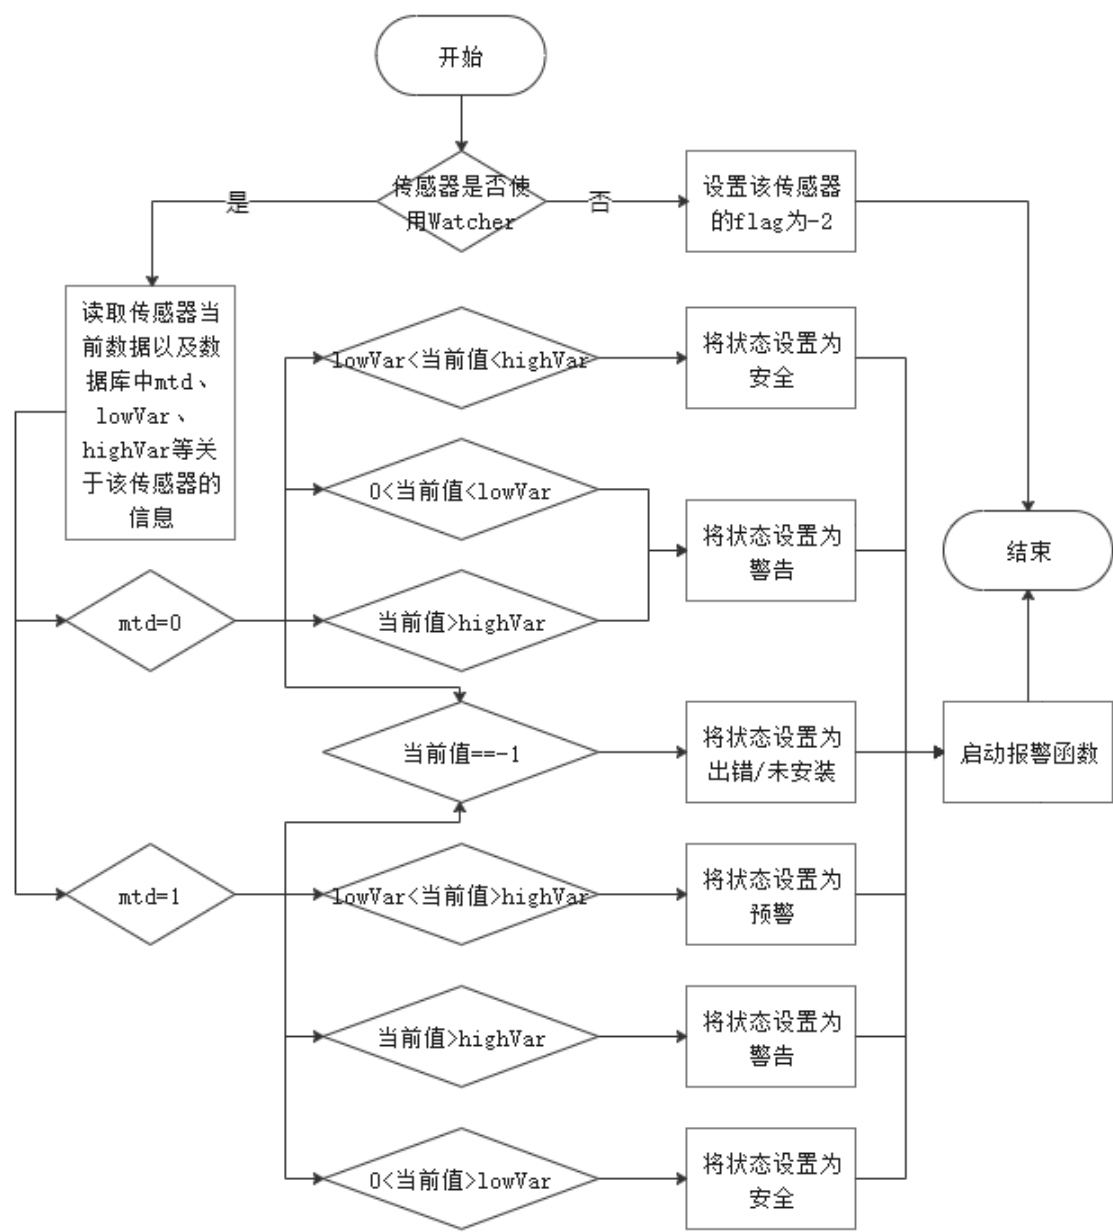 开始
传感器是否使
用Watcher
是
否
设置该传感器
的flag为-2
读取传感器当
前数据以及数
据库中mtd、
lowVar、
highVar等关
于该传感器的
信息
lowVar<当前值<highVar
将状态设置为
安全
0<当前值<lowVar
将状态设置为
警告
结束
mtd=0
当前值>highVar
当前值==-1
将状态设置为
出错/未安装
启动报警函数
mtd=1
lowVar<当前值>highVar
将状态设置为
预警
当前值>highVar
将状态设置为
警告
0<当前值>lowVar
将状态设置为
安全